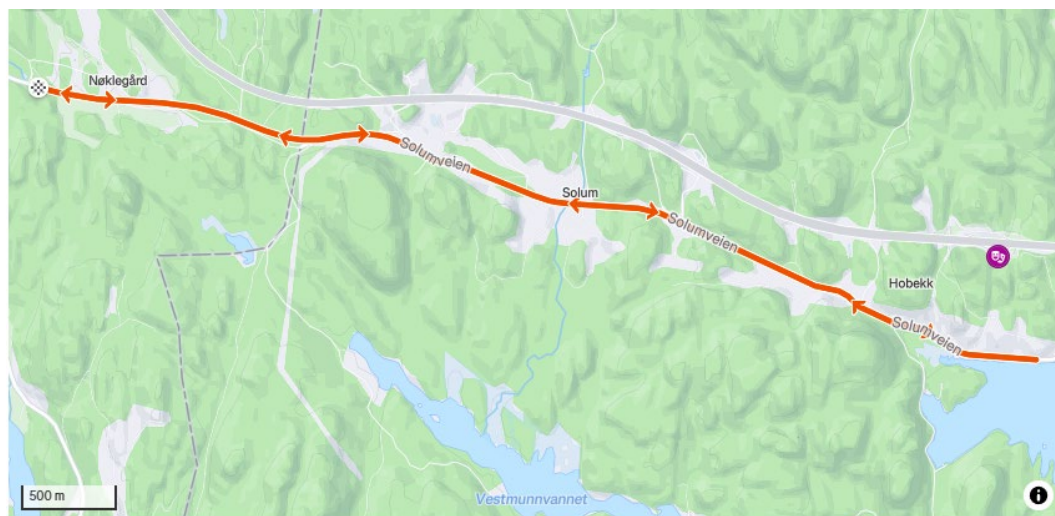 Nøklegård
Solumveien
Solum
Solumveien
Hobekk
Solumveien
500 m
Vestmunnvannet